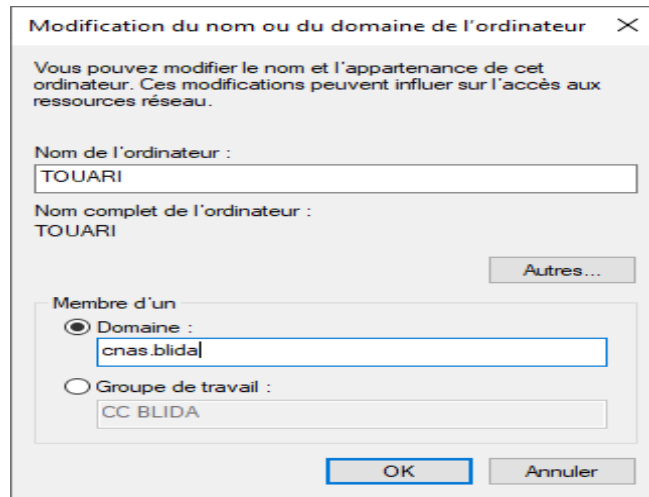 Modification du nom ou du domaine de l'ordinateur
Vous pouvez modifier le nom et l'appartenance de cet
ordinateur. Ces modifications peuvent influer sur l'accès aux
ressources réseau.
Nom de l'ordinateur :
TOUARI
Nom complet de l'ordinateur :
TOUARI
Autres...
Membre d'un
Domaine :
cnas.blida
Groupe de travail :
CC BLIDA
OK
Annuler